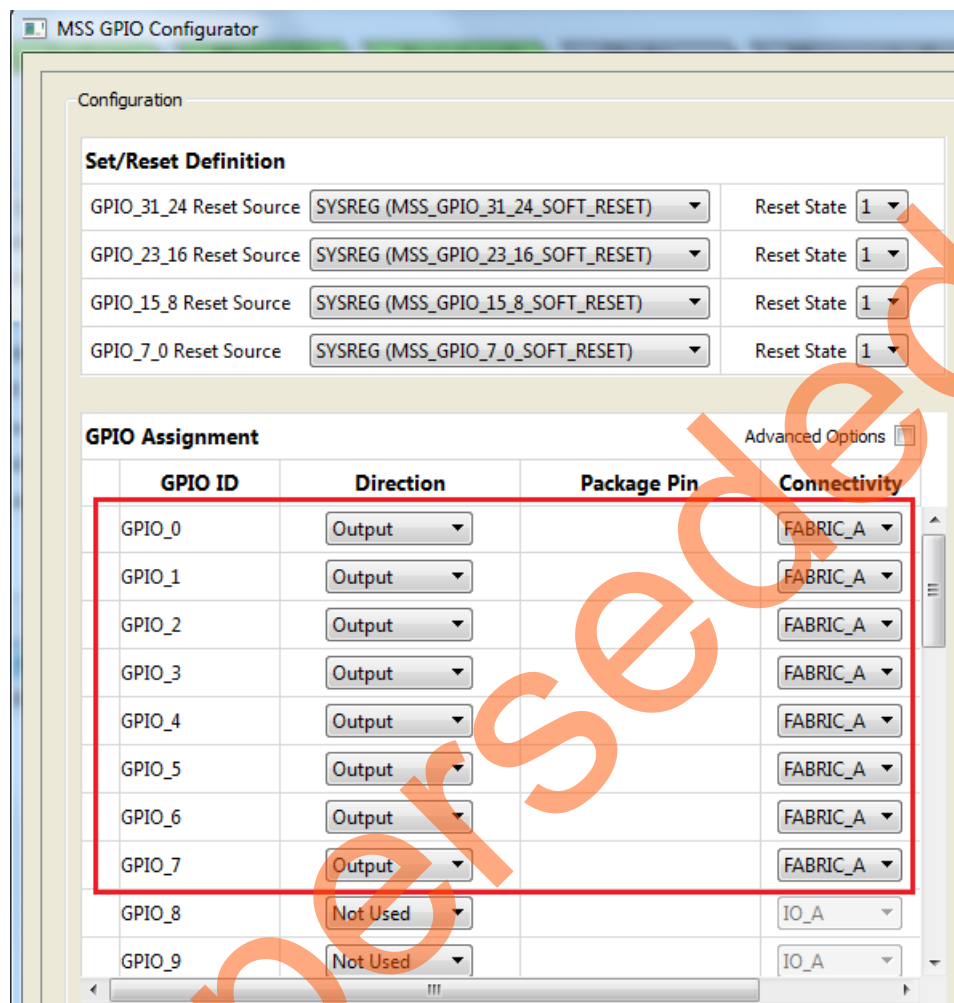 MSS GPIO Configurator
Configuration
Set/Reset Definition
GPIO_31_24 Reset Source SYSREG (MSS_GPIO_31_24_SOFT_RESET) Reset State 1
GPIO_23_16 Reset Source SYSREG (MSS_GPIO_23_16_SOFT_RESET) Reset State 1
GPIO_15_8 Reset Source SYSREG (MSS_GPIO_15_8_SOFT_RESET) Reset State 1
GPIO_7_0 Reset Source SYSREG (MSS_GPIO_7_0_SOFT_RESET) Reset State 1
GPIO Assignment Advanced Options
GPIO ID Direction Package Pin Connectivity
GPIO_0 Output FABRIC_A
GPIO_1 Output FABRIC_A
GPIO_2 Output FABRIC_A
GPIO_3 Output FABRIC_A
GPIO_4 Output FABRIC_A
GPIO_5 Output FABRIC_A
GPIO_6 Output FABRIC_A
GPIO_7 Output FABRIC_A
GPIO_8 Not Used IO_A
GPIO_9 Not Used IO_A
perseded